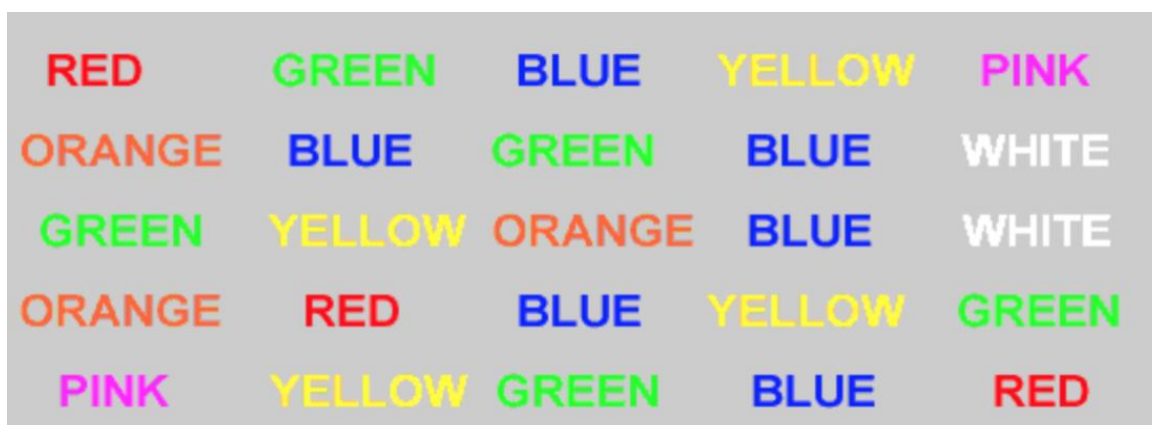 RED GREEN BLUE YELLOW PINK
ORANGE BLUE GREEN BLUE WHITE
GREEN YELLOW ORANGE BLUE WHITE
ORANGE RED BLUE YELLOW GREEN
PINK YELLOW GREEN BLUE RED